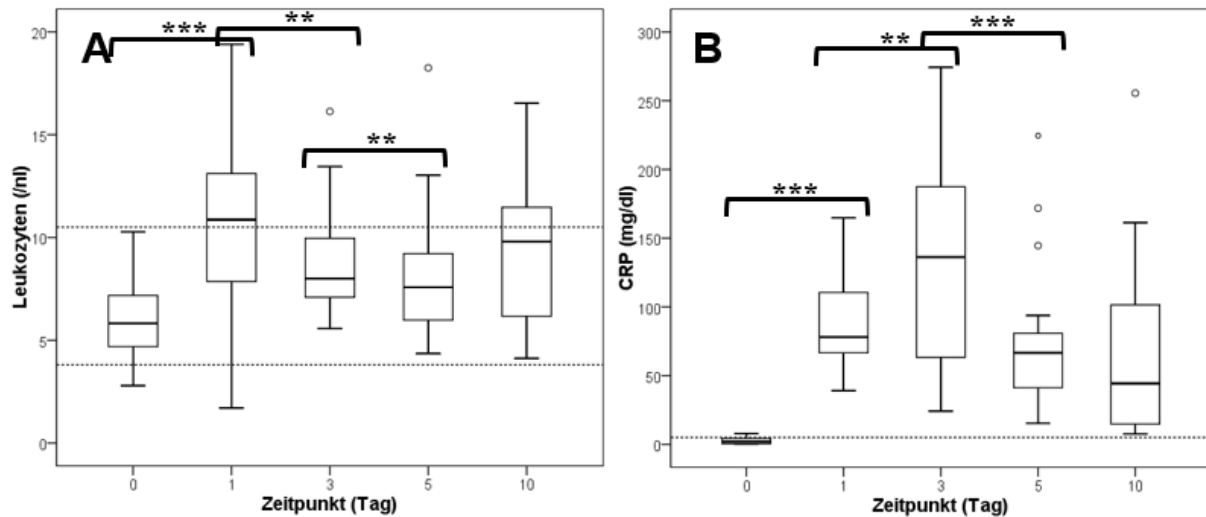 A
***
**
**
20
15
10
5
0
Leukozyten (/nl)
0 1 3 5 10
Zeitpunkt (Tag)
B
***
**
***
300
250
200
150
100
50
0
CRP (mg/dl)
0 1 3 5 10
Zeitpunkt (Tag)